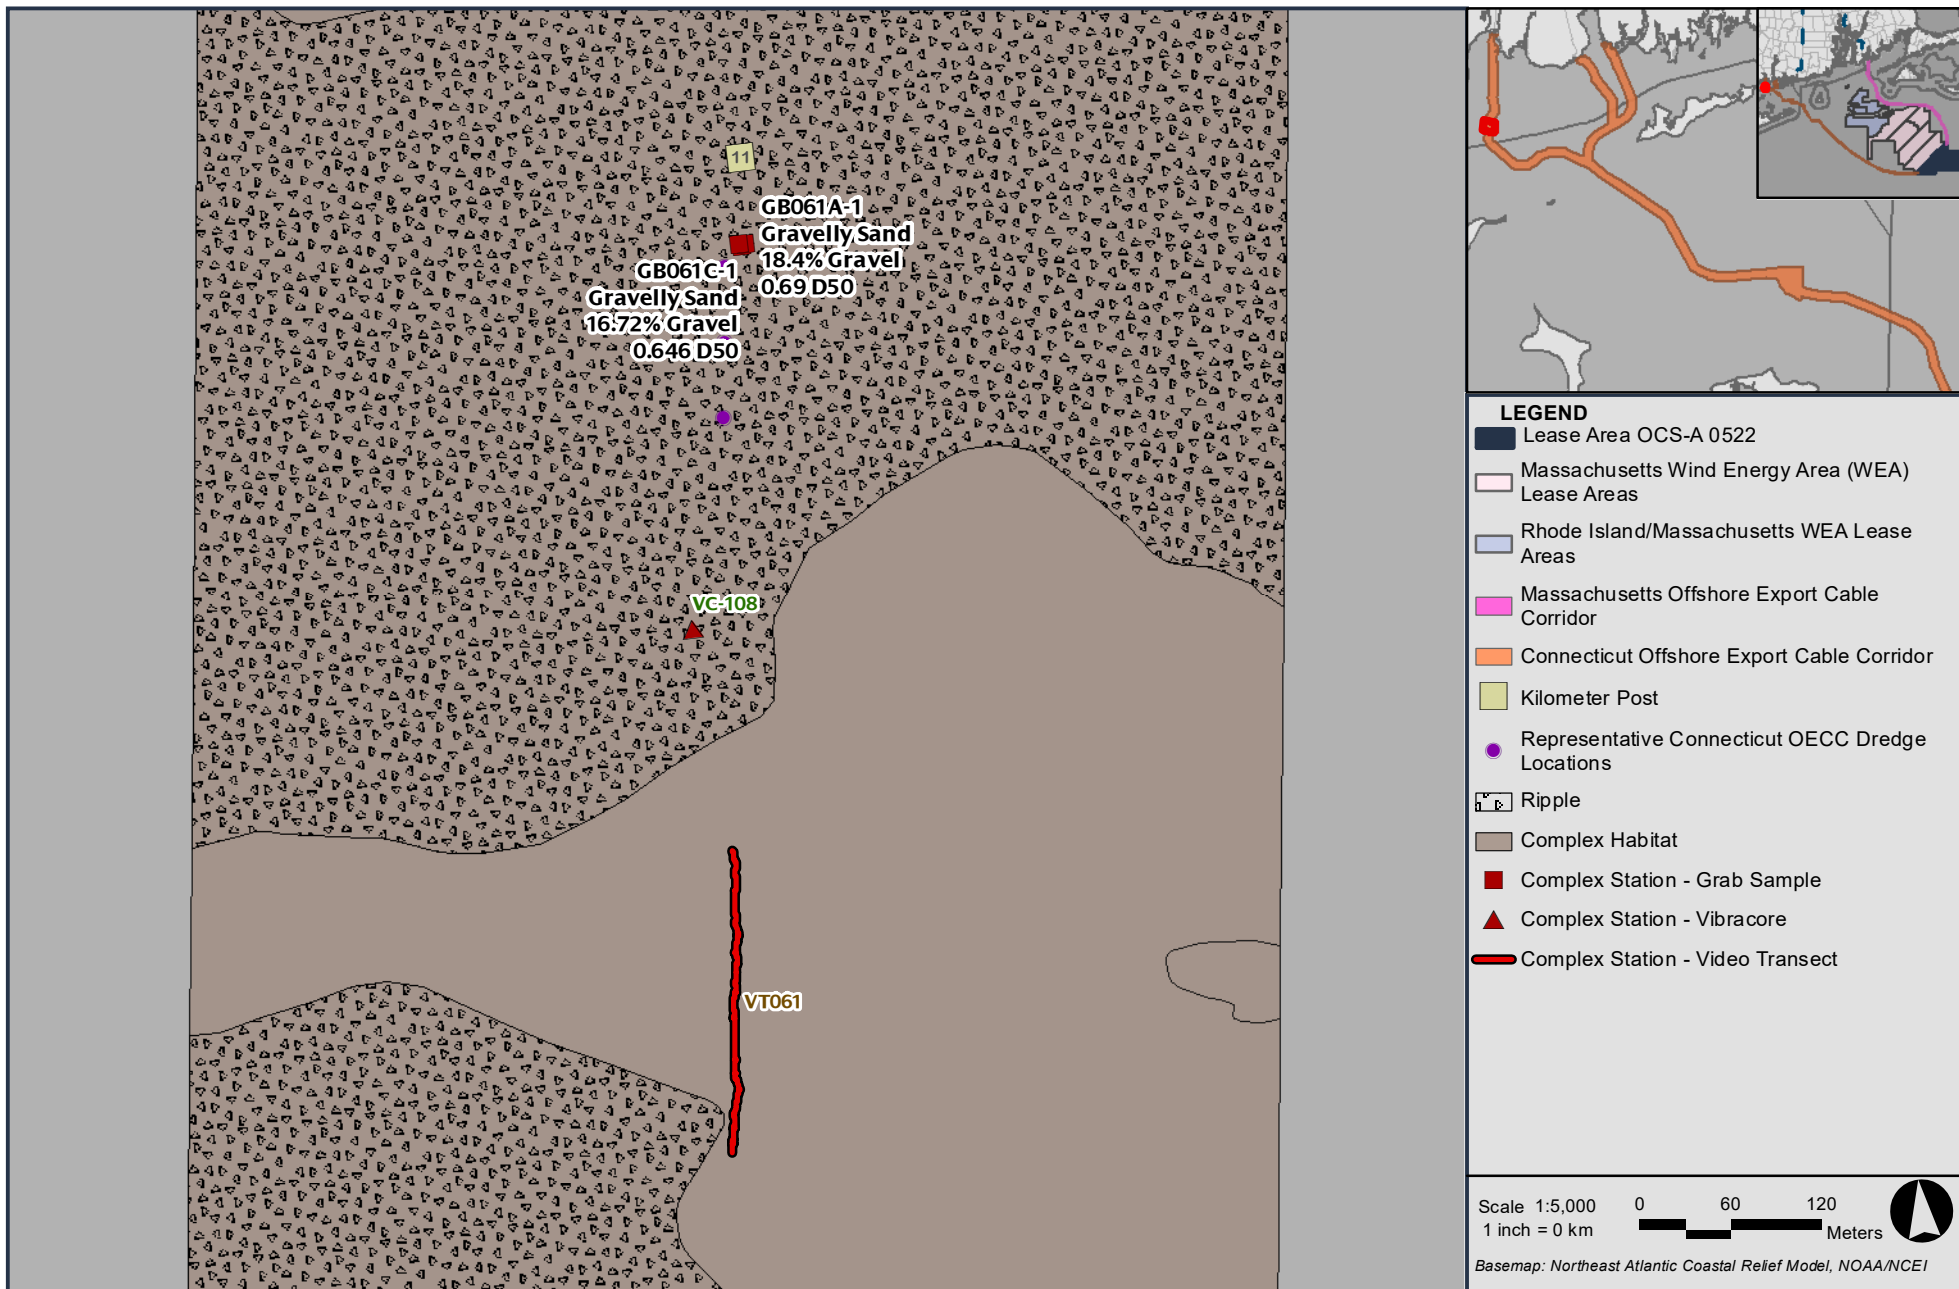 11
GB061A-1
Gravelly Sand
18.4% Gravel
0.69 D50
GB061C-1
Gravelly Sand
16.72% Gravel
0.646 D50
VC-108
VT061
LEGEND
Lease Area OCS-A 0522
Massachusetts Wind Energy Area (WEA)
Lease Areas
Rhode Island/Massachusetts WEA Lease
Areas
Massachusetts Offshore Export Cable
Corridor
Connecticut Offshore Export Cable Corridor
Kilometer Post
Representative Connecticut OECC Dredge
Locations
Ripple
Complex Habitat
Complex Station - Grab Sample
Complex Station - Vibracore
Complex Station - Video Transect
Scale 1:5,000
1 inch = 0 km
0 60 120
Meters
Basemap: Northeast Atlantic Coastal Relief Model, NOAA/NCEI